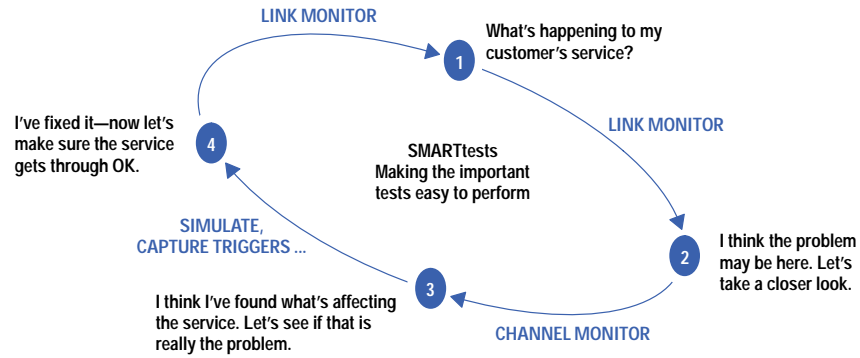 LINK MONITOR
1
What's happening to my
customer's service?
LINK MONITOR
2
I think the problem
may be here. Let's
take a closer look.
CHANNEL MONITOR
3
I think I've found what's affecting
the service. Let's see if that is
really the problem.
SIMULATE,
CAPTURE TRIGGERS ...
4
I've fixed it—now let's
make sure the service
gets through OK.
SMARTtests
Making the important
tests easy to perform